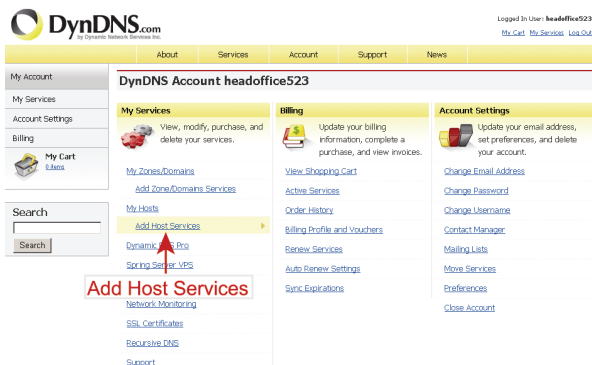 DynDNS.com
by Dynamic Network Services Inc.
Logged In User: headoffice523
My Cart My Services Log Out
About Services Account Support News
My Account
My Services
Account Settings
Billing
My Cart
0 items
Search
Search
DynDNS Account headoffice523
My Services
View, modify, purchase, and
delete your services.
My Zones/Domains
Add Zone/Domains Services
My Hosts
Add Host Services
Dynamic DNS Pro
Spring Server VPS
Add Host Services
Network Monitoring
SSL Certificates
Recursive DNS
Support
Billing
Update your billing
information, complete a
purchase, and view invoices.
View Shopping Cart
Active Services
Order History
Billing Profile and Vouchers
Renew Services
Auto Renew Settings
Sync Expirations
Account Settings
Update your email address,
set preferences, and delete
your account.
Change Email Address
Change Password
Change Username
Contact Manager
Mailing Lists
Move Services
Preferences
Close Account